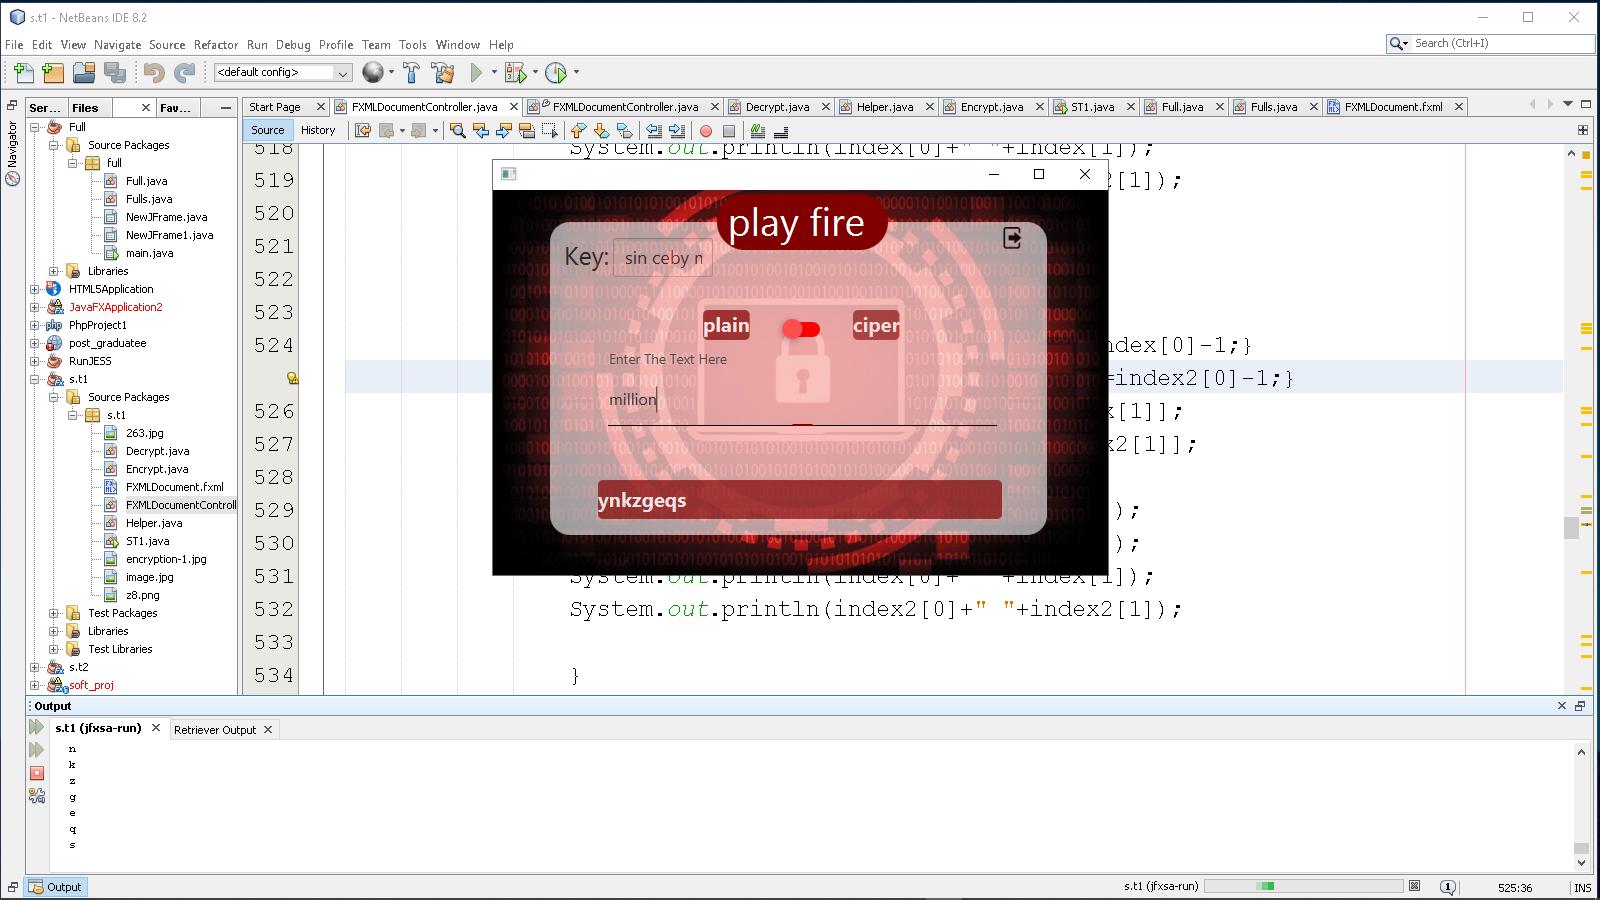 s.t1 - NetBeans IDE 8.2
File Edit View Navigate Source Refactor Run Debug Profile Team Tools Window Help
Search (Ctrl+I)
<default config>
Ser... Files Fav...
Start Page FXMLDocumentController.java FXMLDocumentController.java Decrypt.java Helper.java Encrypt.java ST1.java Full.java Fulls.java FXMLDocument.fxml
Navigator
Source History
Full
Source Packages
full
Full.java
Fulls.java
NewJFrame.java
NewJFrame1.java
main.java
Libraries
HTML5Application
JavaFXApplication2
PhpProject1
post_graduatee
RunJESS
s.t1
Source Packages
s.t1
263.jpg
Decrypt.java
Encrypt.java
FXMLDocument.fxml
FXMLDocumentControll
Helper.java
ST1.java
encryption-1.jpg
image.jpg
z8.png
Test Packages
Libraries
Test Libraries
s.t2
soft_proj
518 System.out.println(index[0]+" "+index[1]);
519 2[1]);
520
521
522
523
524 ndex[0]-1;}
=index2[0]-1;}
526 x[1]];
527 x2[1]];
528
529 );
530 );
531 System.out.println(index[0]+" "+index[1]);
532 System.out.println(index2[0]+" "+index2[1]);
533
534 }
play fire
Key: sin ceby n
plain ciper
Enter The Text Here
million
ynkzgeqs
Output
s.t1 (jfxsa-run) Retriever Output
n
k
z
g
e
q
s
Output
s.t1 (jfxsa-run) 1 525:36 INS